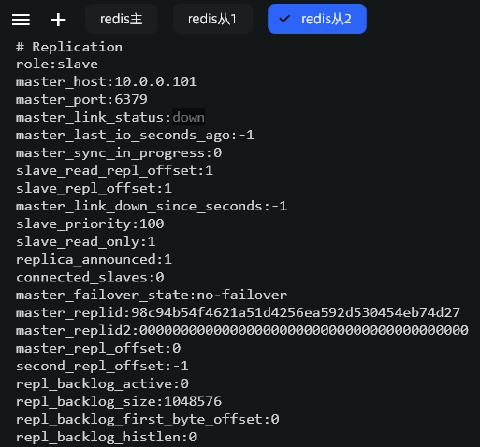 redis主 redis从1 redis从2
# Replication
role:slave
master_host:10.0.0.101
master_port:6379
master_link_status:down
master_last_io_seconds_ago:-1
master_sync_in_progress:0
slave_read_repl_offset:1
slave_repl_offset:1
master_link_down_since_seconds:-1
slave_priority:100
slave_read_only:1
replica_announced:1
connected_slaves:0
master_failover_state:no-failover
master_replid:98c94b54f4621a51d4256ea592d530454eb74d27
master_replid2:0000000000000000000000000000000000000000
master_repl_offset:0
second_repl_offset:-1
repl_backlog_active:0
repl_backlog_size:1048576
repl_backlog_first_byte_offset:0
repl_backlog_histlen:0